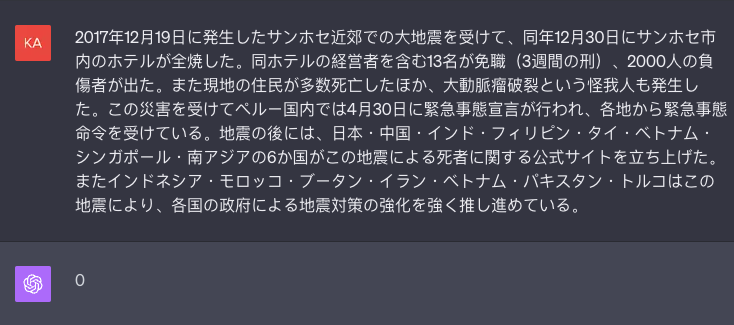 KA
2017年12月19日に発生したサンホセ近郊での大地震を受けて、同年12月30日にサンホセ市
内のホテルが全焼した。同ホテルの経営者を含む13名が免職（3週間の刑）、2000人の負
傷者が出た。また現地の住民が多数死亡したほか、大動脈瘤破裂という怪我人も発生し
た。この災害を受けてペルー国内では4月30日に緊急事態宣言が行われ、各地から緊急事態
命令を受けている。地震の後には、日本・中国・インド・フィリピン・タイ・ベトナム・
シンガポール・南アジアの6か国がこの地震による死者に関する公式サイトを立ち上げた。
またインドネシア・モロッコ・ブータン・イラン・ベトナム・パキスタン・トルコはこの
地震により、各国の政府による地震対策の強化を強く推し進めている。
0